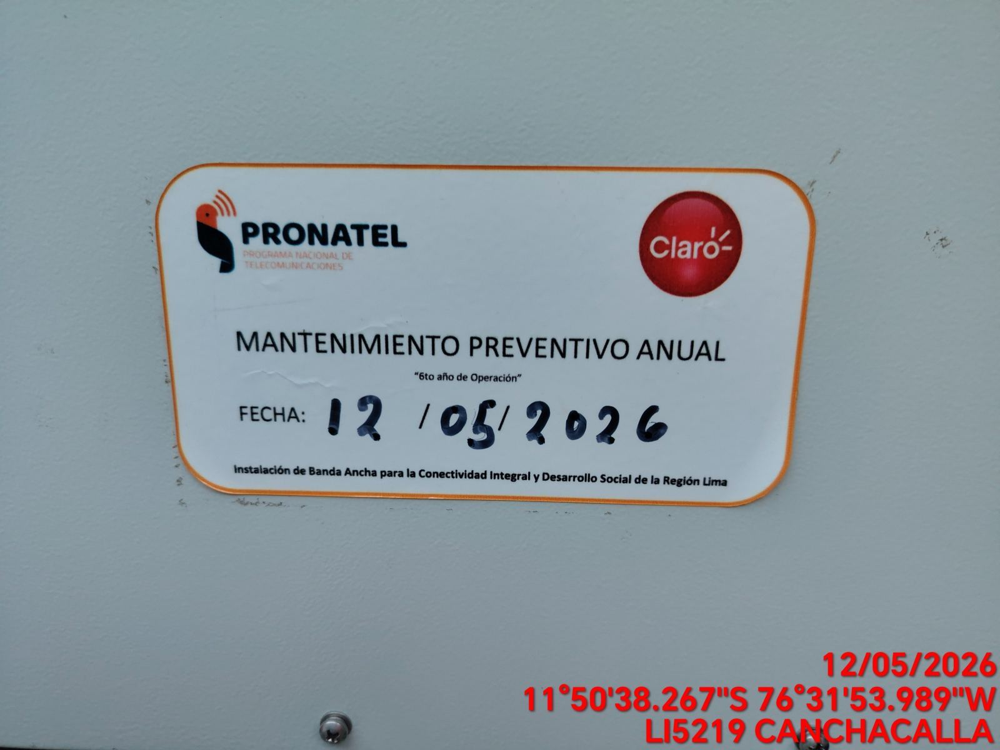 PRONATEL
PROGRAMA NACIONAL DE
TELECOMUNICACIONES
Claro
MANTENIMIENTO PREVENTIVO ANUAL
"6to año de Operación"
FECHA: 12 / 05 / 2026
Instalación de Banda Ancha para la Conectividad Integral y Desarrollo Social de la Región Lima
12/05/2026
11°50'38.267"S 76°31'53.989"W
LI5219 CANCHACALLA